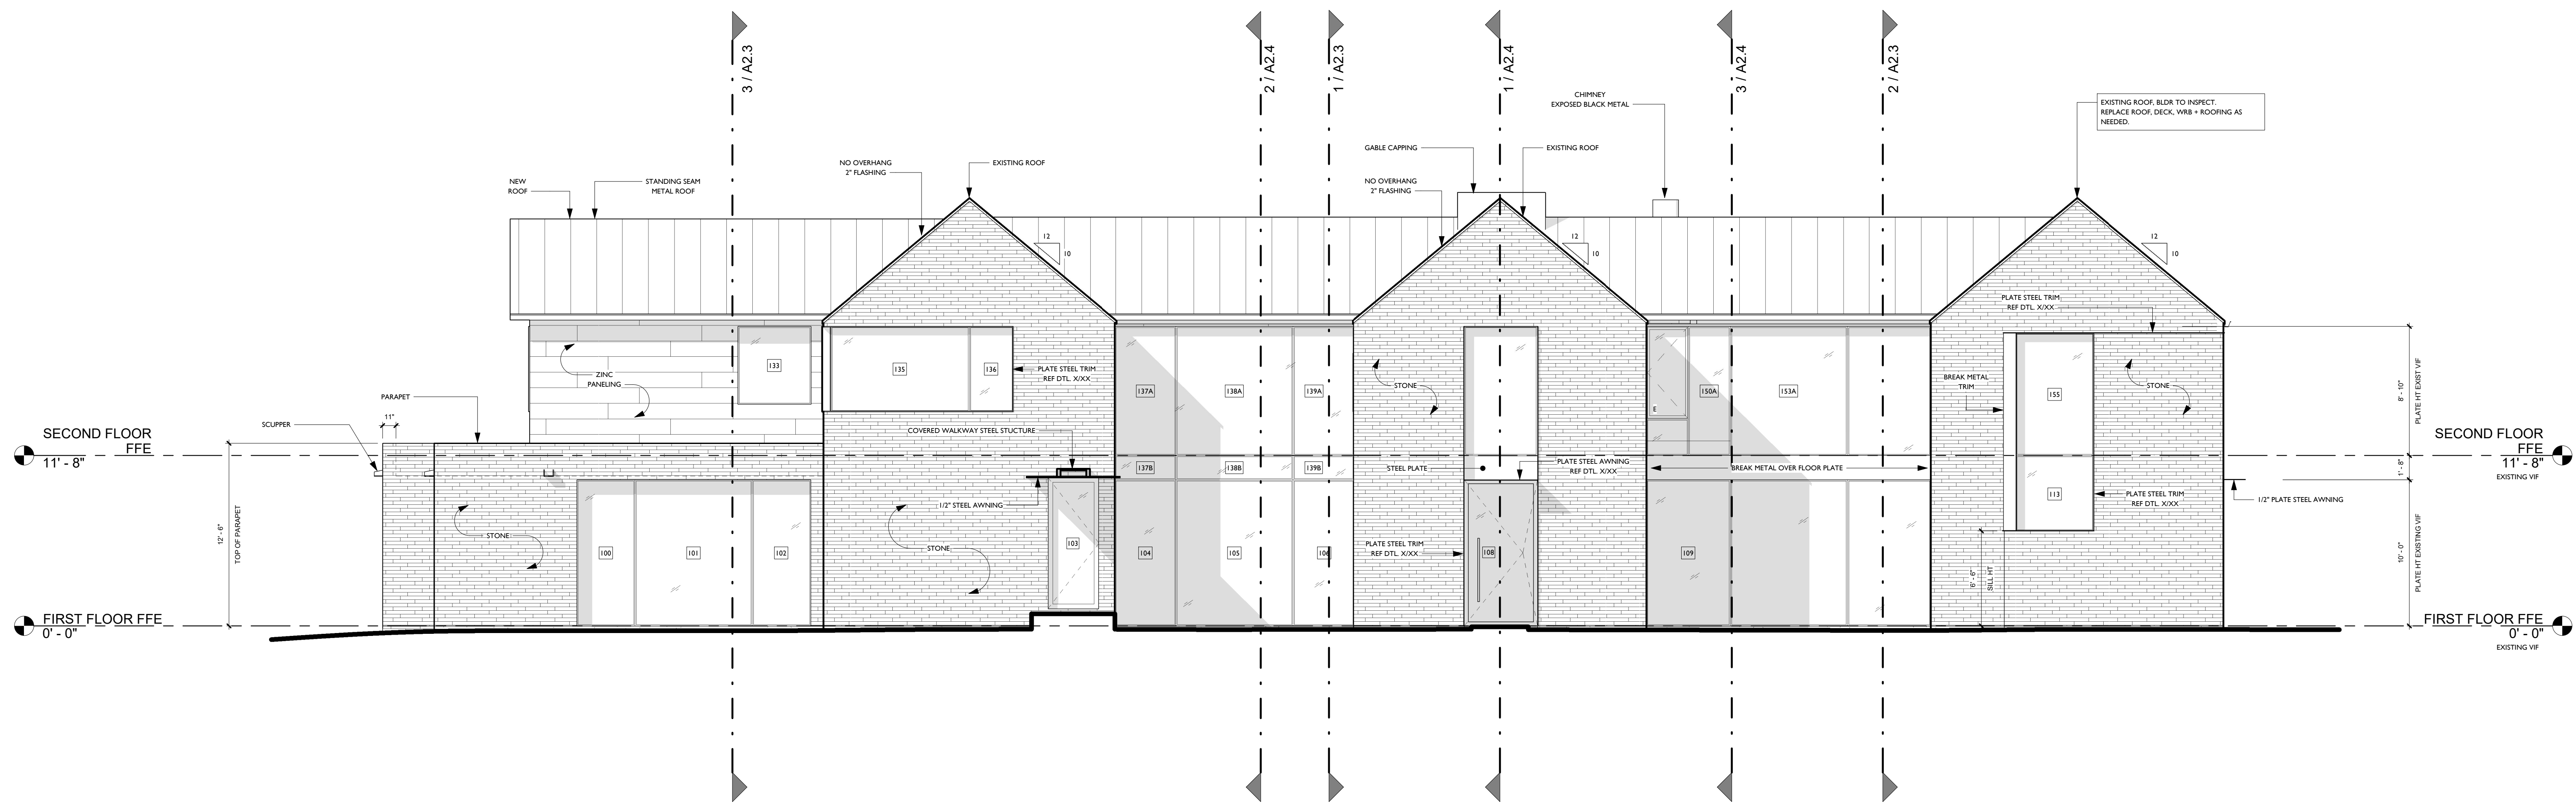 3 / A2.3
2 / A2.4
1 / A2.3
1 / A2.4
3 / A2.4
2 / A2.3
CHIMNEY
EXPOSED BLACK METAL
EXISTING ROOF, BLDR TO INSPECT.
REPLACE ROOF, DECK, WRB + ROOFING AS
NEEDED.
NO OVERHANG
2" FLASHING
EXISTING ROOF
GABLE CAPPING
EXISTING ROOF
NEW
ROOF
STANDING SEAM
METAL ROOF
NO OVERHANG
2" FLASHING
12
10
12
10
12
10
PLATE STEEL TRIM
REF DTL. X/XX
133
135
136
PLATE STEEL TRIM
REF DTL. X/XX
ZINC
PANELING
137A
138A
139A
STONE
150A
153A
E
BREAK METAL
TRIM
155
STONE
8' - 10"
PLATE HT EXIST VIF
PARAPET
11"
SCUPPER
COVERED WALKWAY STEEL STUCTURE
SECOND FLOOR
FFE
11' - 8"
SECOND FLOOR
FFE
11' - 8"
EXISTING VIF
137B
138B
139B
STEEL PLATE
PLATE STEEL AWNING
REF DTL. X/XX
BREAK METAL OVER FLOOR PLATE
1' - 8"
113
PLATE STEEL TRIM
REF DTL. X/XX
1/2" PLATE STEEL AWNING
1/2" STEEL AWNING
12' - 6"
TOP OF PARAPET
STONE
STONE
100
101
102
103
104
105
106
PLATE STEEL TRIM
REF DTL. X/XX
108
109
6' - 6"
SILL HT
10' - 0"
PLATE HT EXISTING VIF
FIRST FLOOR FFE
0' - 0"
FIRST FLOOR FFE
0' - 0"
EXISTING VIF